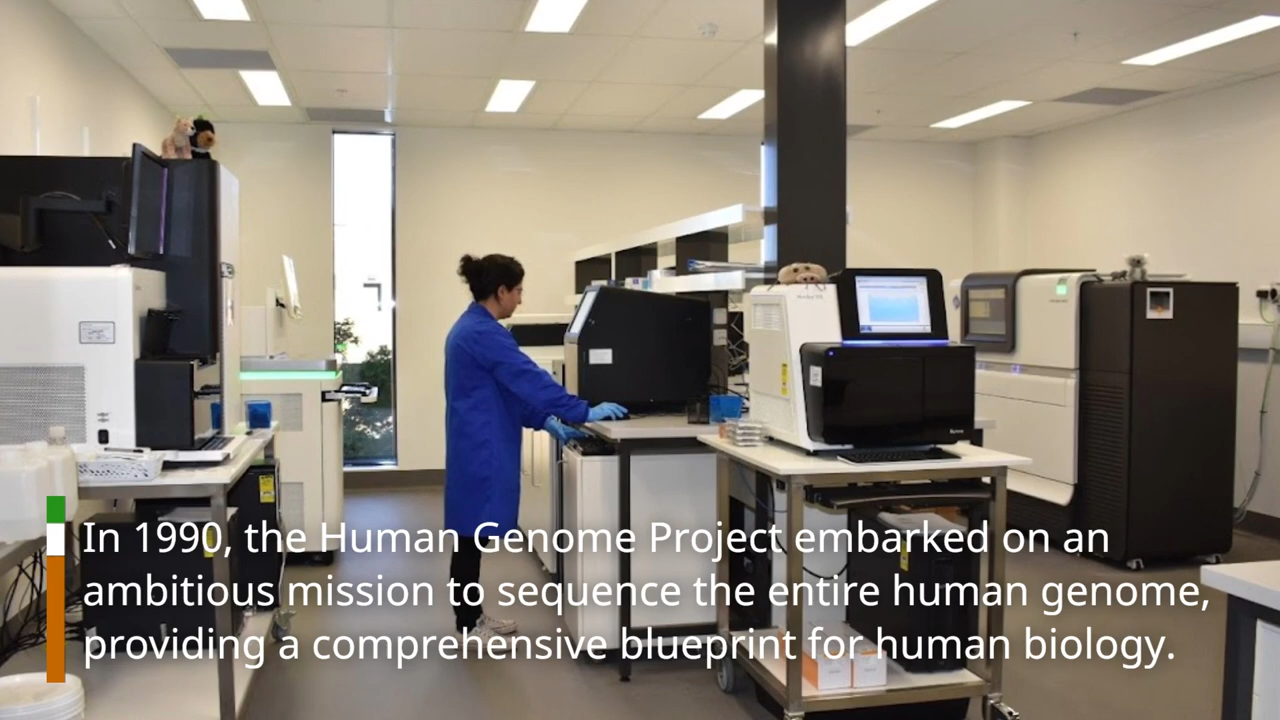 In 1990, the Human Genome Project embarked on an
ambitious mission to sequence the entire human genome,
providing a comprehensive blueprint for human biology.